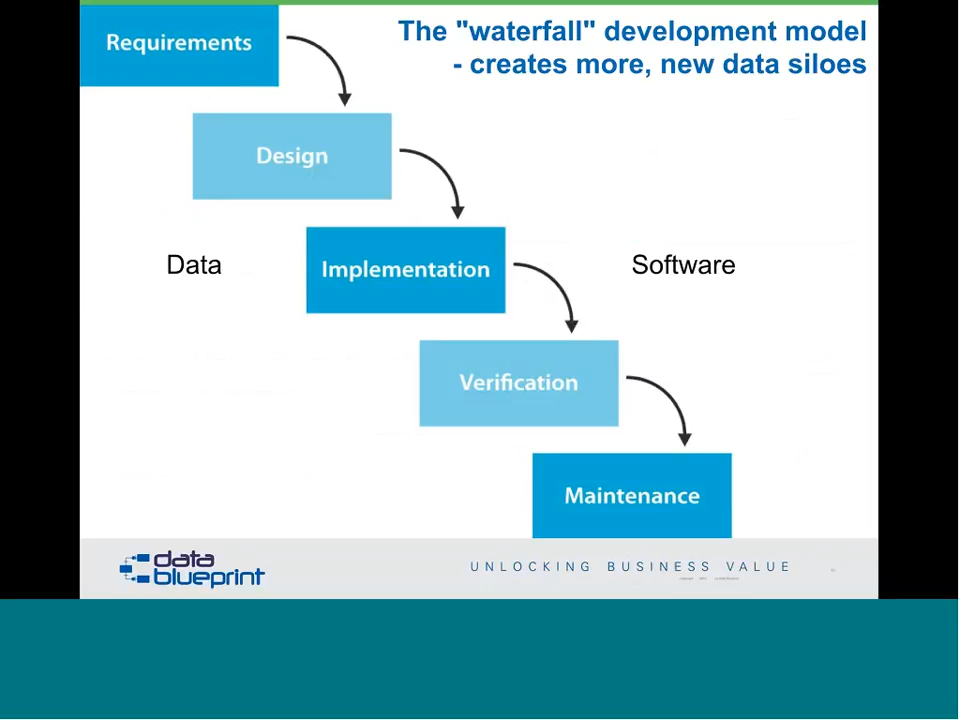 Requirements
The "waterfall" development model
- creates more, new data siloes
Design
Data
Implementation
Software
Verification
Maintenance
data
blueprint
UNLOCKING BUSINESS VALUE